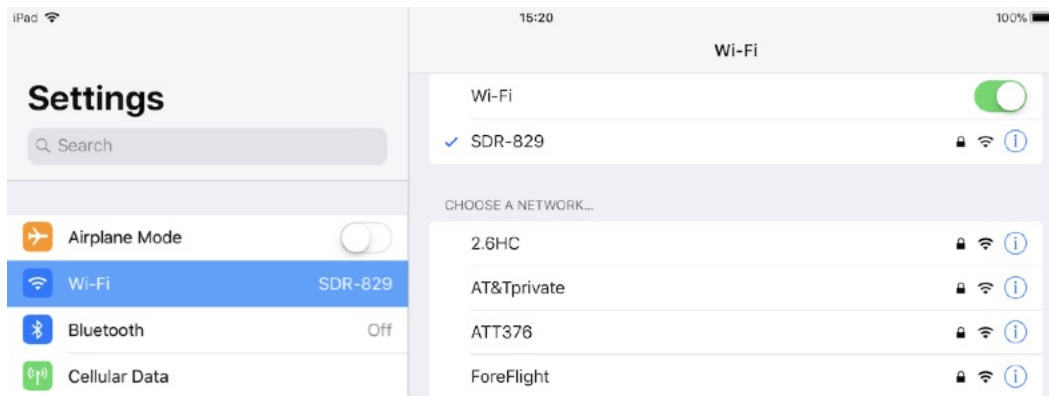 iPad 15:20 100%
Settings
Search
Airplane Mode
Wi-Fi SDR-829
Bluetooth Off
Cellular Data
Wi-Fi
Wi-Fi
SDR-829
CHOOSE A NETWORK...
2.6HC
AT&Tprivate
ATT376
ForeFlight